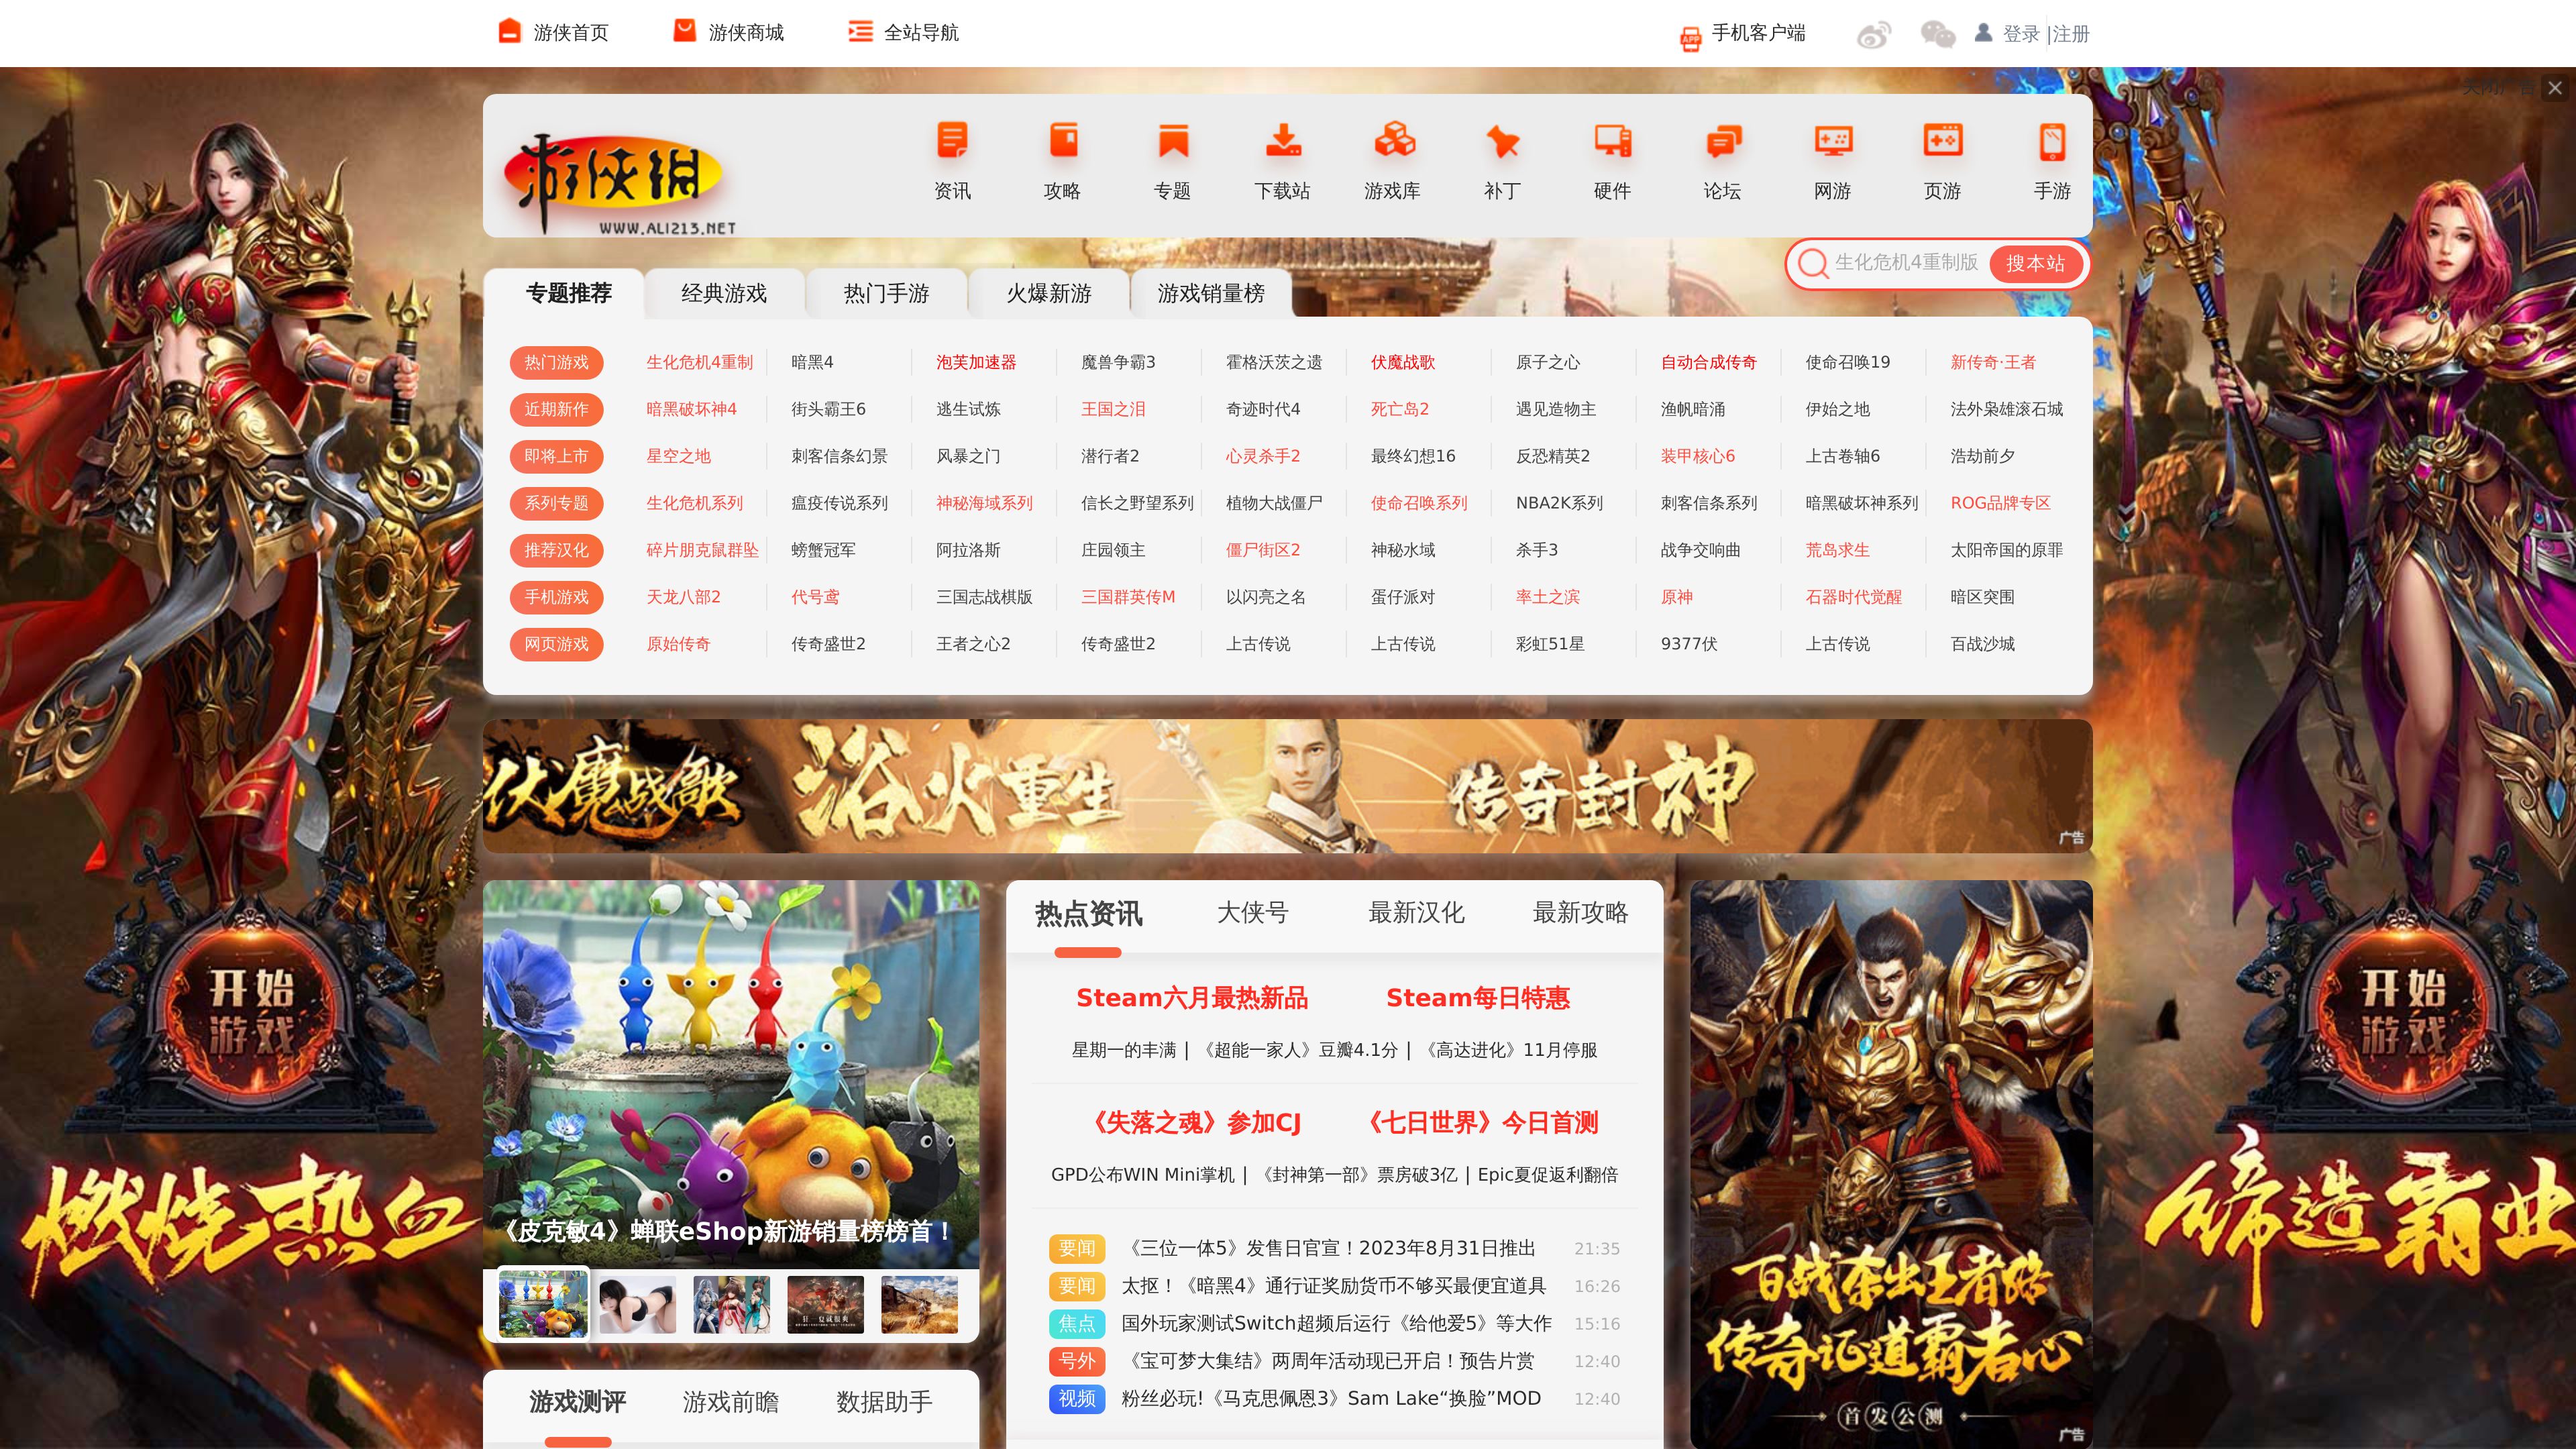 游侠首页 游侠商城 全站导航 手机客户端 登录 | 注册
游侠网
WWW.ALI213.NET
资讯 攻略 专题 下载站 游戏库 补丁 硬件 论坛 网游 页游 手游
生化危机4重制版 搜本站
专题推荐 经典游戏 热门手游 火爆新游 游戏销量榜
热门游戏 生化危机4重制 暗黑4 泡芙加速器 魔兽争霸3 霍格沃茨之遗 伏魔战歌 原子之心 自动合成传奇 使命召唤19 新传奇·王者
近期新作 暗黑破坏神4 街头霸王6 逃生试炼 王国之泪 奇迹时代4 死亡岛2 遇见造物主 渔帆暗涌 伊始之地 法外枭雄滚石城
即将上市 星空之地 刺客信条幻景 风暴之门 潜行者2 心灵杀手2 最终幻想16 反恐精英2 装甲核心6 上古卷轴6 浩劫前夕
系列专题 生化危机系列 瘟疫传说系列 神秘海域系列 信长之野望系列 植物大战僵尸 使命召唤系列 NBA2K系列 刺客信条系列 暗黑破坏神系列 ROG品牌专区
推荐汉化 碎片朋克鼠群坠 螃蟹冠军 阿拉洛斯 庄园领主 僵尸街区2 神秘水域 杀手3 战争交响曲 荒岛求生 太阳帝国的原罪
手机游戏 天龙八部2 代号鸢 三国志战棋版 三国群英传M 以闪亮之名 蛋仔派对 率土之滨 原神 石器时代觉醒 暗区突围
网页游戏 原始传奇 传奇盛世2 王者之心2 传奇盛世2 上古传说 上古传说 彩虹51星 9377伏 上古传说 百战沙城
伏魔战歌 浴火重生 传奇封神
广告
热点资讯 大侠号 最新汉化 最新攻略
Steam六月最热新品 Steam每日特惠
星期一的丰满 | 《超能一家人》豆瓣4.1分 | 《高达进化》11月停服
《失落之魂》参加CJ 《七日世界》今日首测
GPD公布WIN Mini掌机 | 《封神第一部》票房破3亿 | Epic夏促返利翻倍
要闻 《三位一体5》发售日官宣！2023年8月31日推出 21:35
要闻 太抠！《暗黑4》通行证奖励货币不够买最便宜道具 16:26
焦点 国外玩家测试Switch超频后运行《给他爱5》等大作 15:16
号外 《宝可梦大集结》两周年活动现已开启！预告片赏 12:40
视频 粉丝必玩!《马克思佩恩3》Sam Lake“换脸”MOD 12:40
《皮克敏4》蝉联eShop新游销量榜榜首！
游戏测评 游戏前瞻 数据助手
开始
游戏
燃烧热血
开始
游戏
缔造霸业
百战杀出王者路
传奇证道霸者心
首发公测
广告